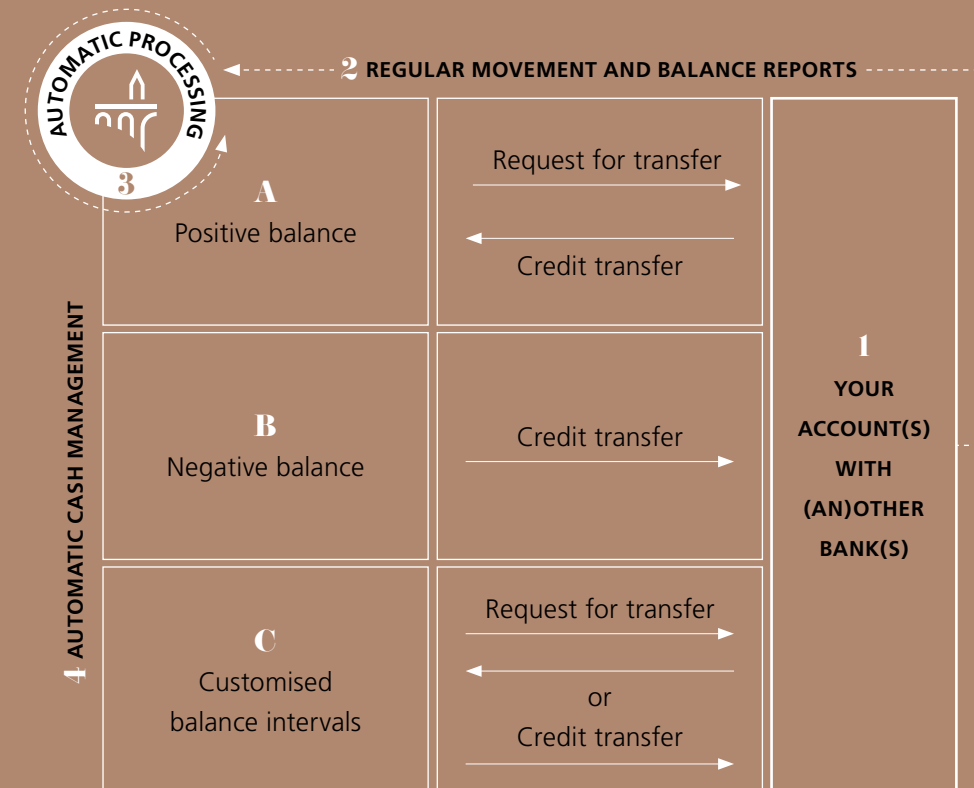 AUTOMATIC PROCESSING
3
2 REGULAR MOVEMENT AND BALANCE REPORTS
4 AUTOMATIC CASH MANAGEMENT
A
Positive balance
Request for transfer
Credit transfer
B
Negative balance
Credit transfer
C
Customised
balance intervals
Request for transfer
or
Credit transfer
1
YOUR
ACCOUNT(S)
WITH
(AN)OTHER
BANK(S)